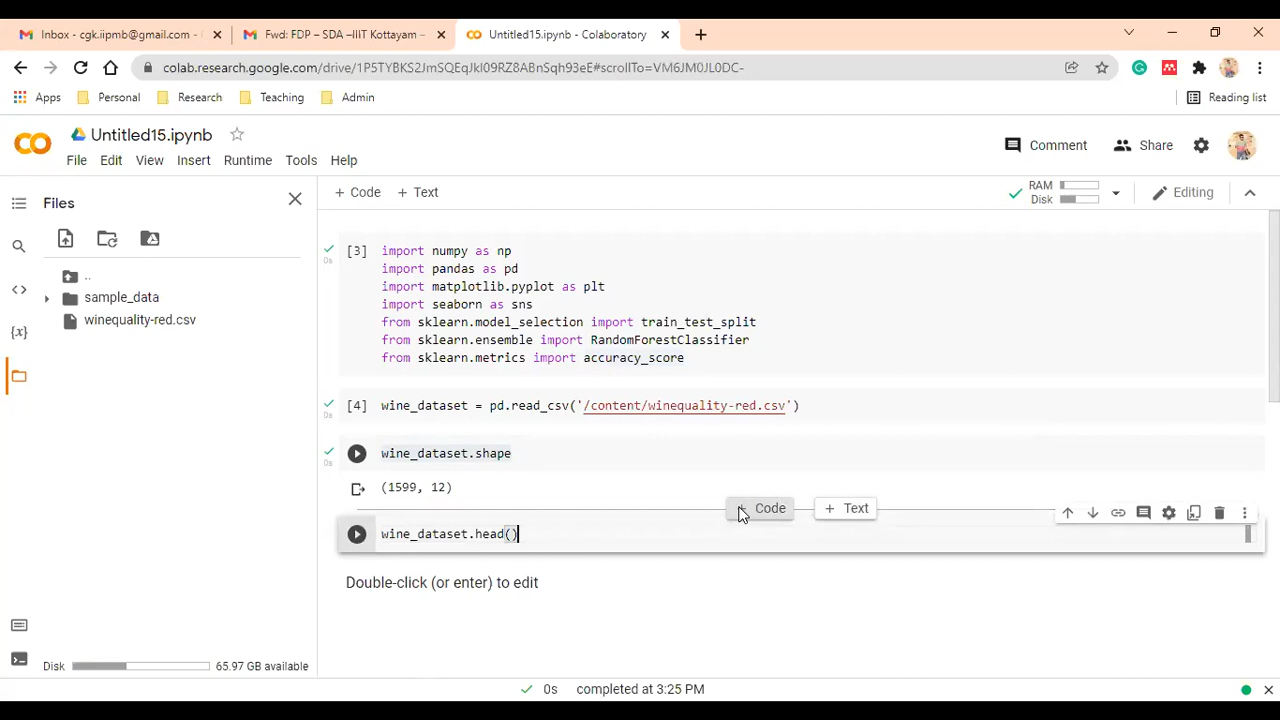 Inbox - cgk.iipmb@gmail.com -
Fwd: FDP – SDA –IIIT Kottayam –
Untitled15.ipynb - Colaboratory
colab.research.google.com/drive/1P5TYBKS2JmSQEqJkl09RZ8ABnSqh93eE#scrollTo=VM6JM0JL0DC-
Apps
Personal
Research
Teaching
Admin
Reading list
Untitled15.ipynb
Comment
Share
File Edit View Insert Runtime Tools Help
Files
+ Code + Text
RAM
Disk
Editing
..
sample_data
winequality-red.csv
[3] import numpy as np
import pandas as pd
import matplotlib.pyplot as plt
import seaborn as sns
from sklearn.model_selection import train_test_split
from sklearn.ensemble import RandomForestClassifier
from sklearn.metrics import accuracy_score
0s
[4] wine_dataset = pd.read_csv('/content/winequality-red.csv')
0s
wine_dataset.shape
0s
(1599, 12)
Code + Text
wine_dataset.head()
Double-click (or enter) to edit
Disk 65.97 GB available
0s completed at 3:25 PM